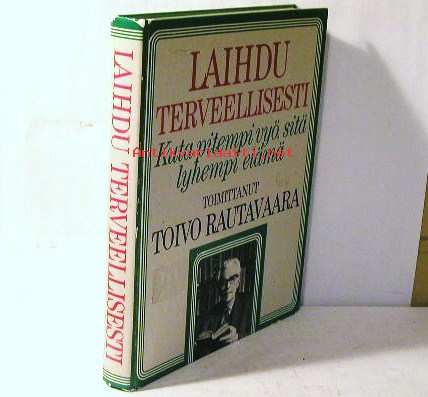 LAIHDU TERVEELLISESTI
LAIHDU
TERVEELLISESTI
Kuta pitempi vyö, sitä
lyhempi elämä
TOIMITTANUT
TOIVO RAUTAVAARA